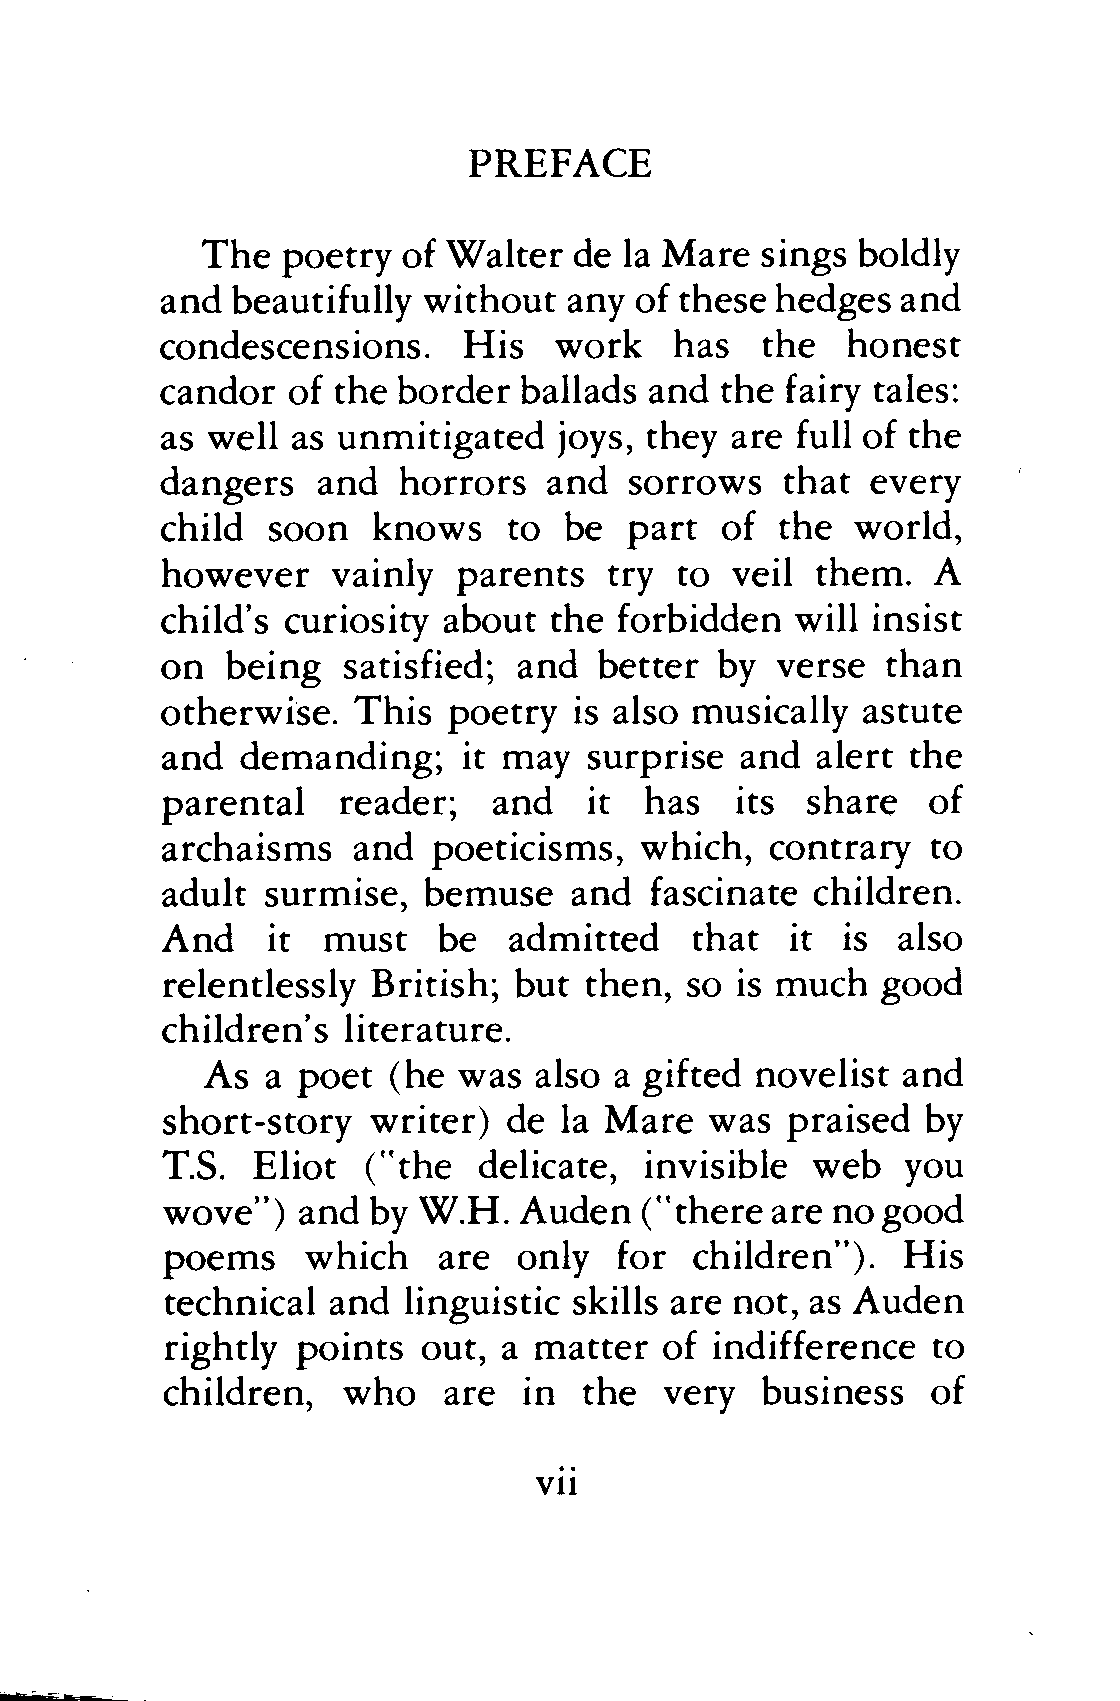 PREFACE
The poetry of Walter de la Mare sings boldly
and beautifully without any of these hedges and
condescensions. His work has the honest
candor of the border ballads and the fairy tales:
as well as unmitigated joys, they are full of the
dangers and horrors and sorrows that every
child soon knows to be part of the world,
however vainly parents try to veil them. A
child's curiosity about the forbidden will insist
on being satisfied; and better by verse than
otherwise. This poetry is also musically astute
and demanding; it may surprise and alert the
parental reader; and it has its share of
archaisms and poeticisms, which, contrary to
adult surmise, bemuse and fascinate children.
And it must be admitted that it is also
relentlessly British; but then, so is much good
children's literature.
As a poet (he was also a gifted novelist and
short-story writer) de la Mare was praised by
T.S. Eliot ("the delicate, invisible web you
wove") and by W.H. Auden ("there are no good
poems which are only for children"). His
technical and linguistic skills are not, as Auden
rightly points out, a matter of indifference to
children, who are in the very business of
vii